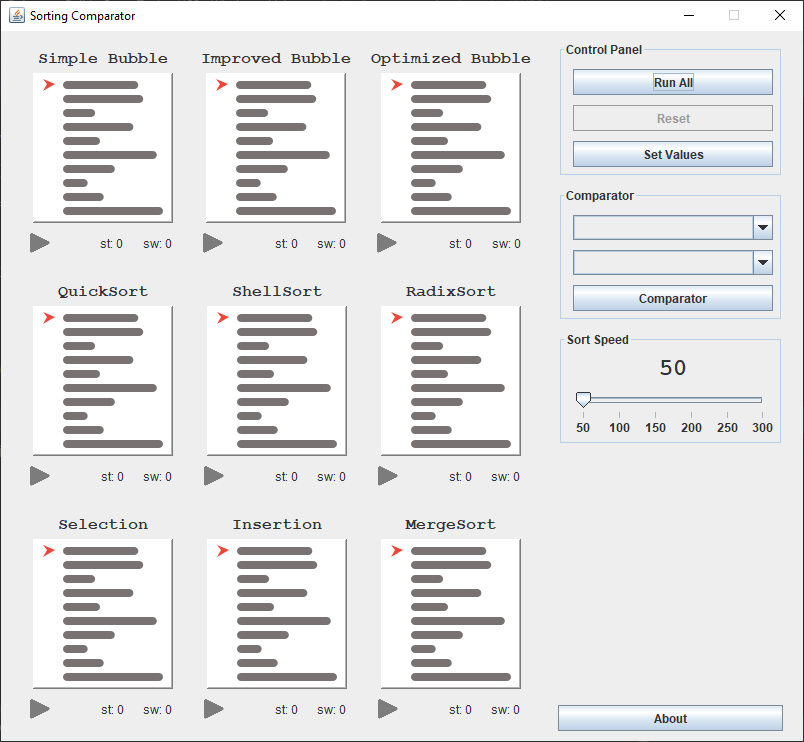 Sorting Comparator
Simple Bubble
Improved Bubble
Optimized Bubble
st: 0 sw: 0
st: 0 sw: 0
st: 0 sw: 0
QuickSort
ShellSort
RadixSort
st: 0 sw: 0
st: 0 sw: 0
st: 0 sw: 0
Selection
Insertion
MergeSort
st: 0 sw: 0
st: 0 sw: 0
st: 0 sw: 0
Control Panel
Run All
Reset
Set Values
Comparator
Comparator
Sort Speed
50
50 100 150 200 250 300
About